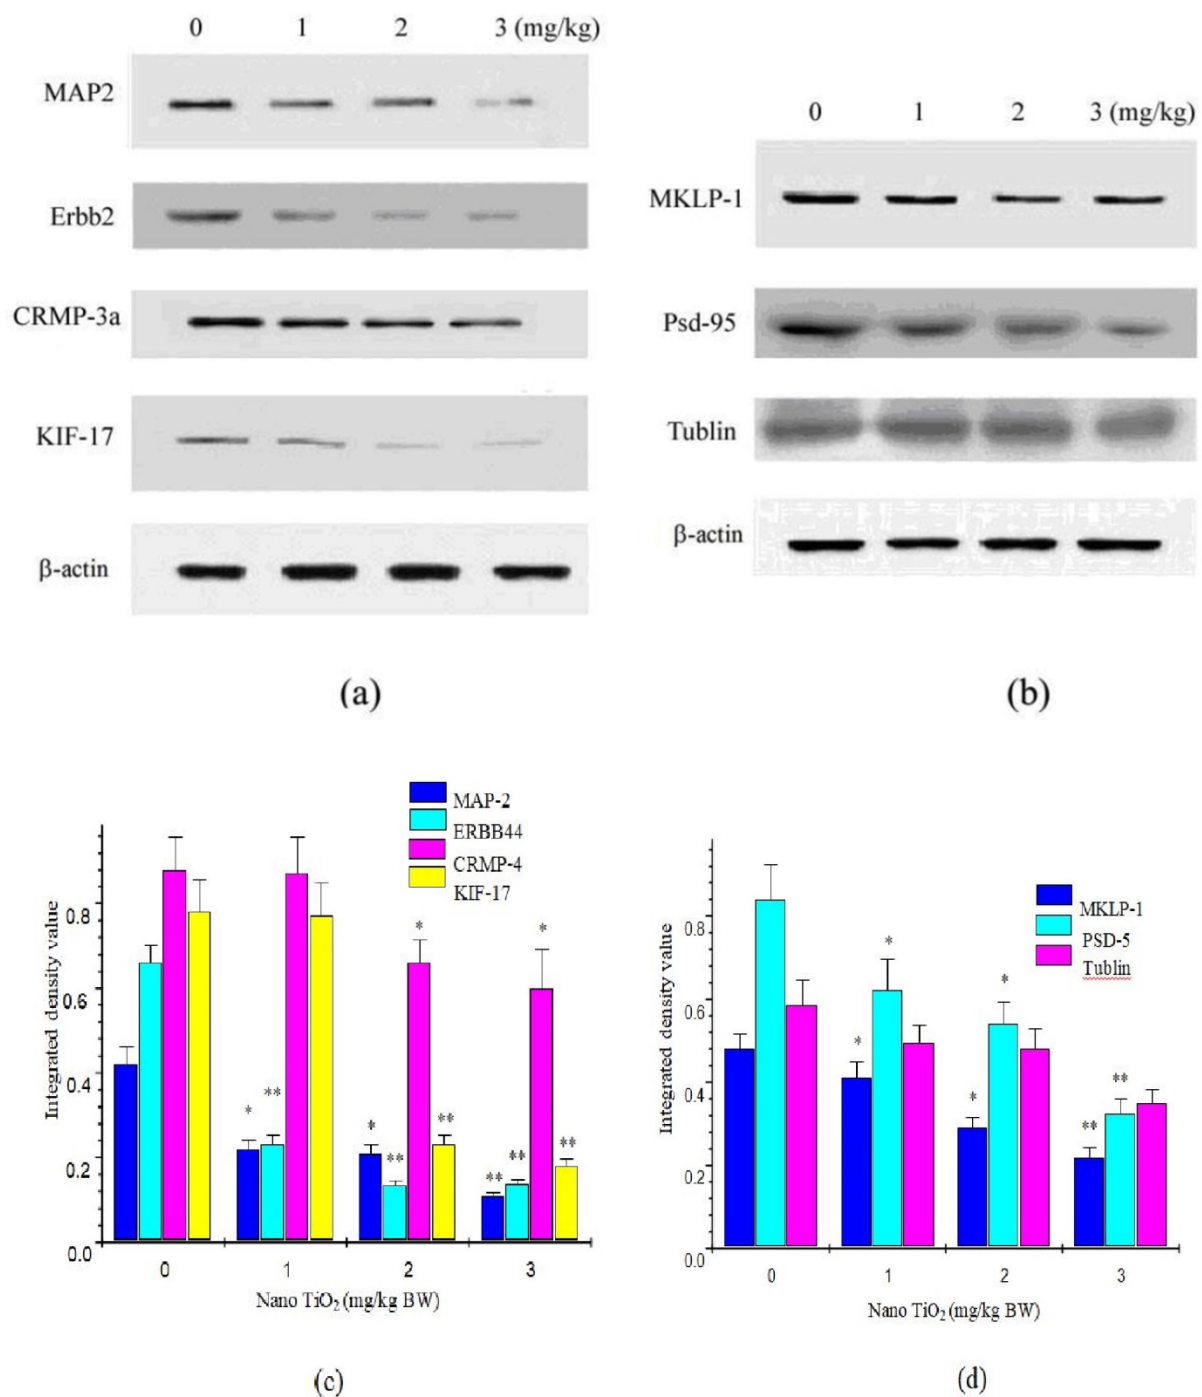 0 1 2 3 (mg/kg)
MAP2
Erbb2
CRMP-3a
KIF-17
β-actin
(a)
0 1 2 3 (mg/kg)
MKLP-1
Psd-95
Tublin
β-actin
(b)
MAP-2
ERBB44
CRMP-4
KIF-17
Integrated density value
0.8
0.6
0.4
0.2
0.0
* ** * ** * ** ** ** * **
0 1 2 3
Nano TiO₂ (mg/kg BW)
(c)
MKLP-1
PSD-5
Tublin
Integrated density value
0.8
0.6
0.4
0.2
0.0
* * * * ** **
0 1 2 3
Nano TiO₂ (mg/kg BW)
(d)